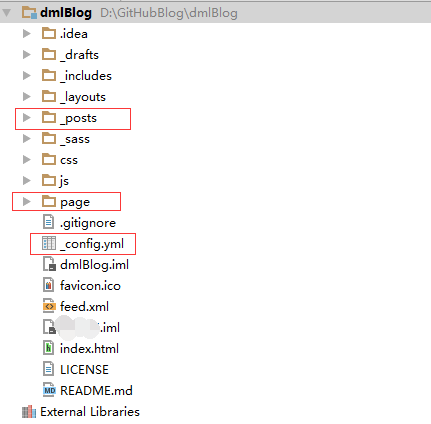 dmlBlog D:\GitHubBlog\dmlBlog
.idea
_drafts
_includes
_layouts
_posts
_sass
css
js
page
.gitignore
_config.yml
dmlBlog.iml
favicon.ico
feed.xml
.iml
index.html
LICENSE
README.md
External Libraries